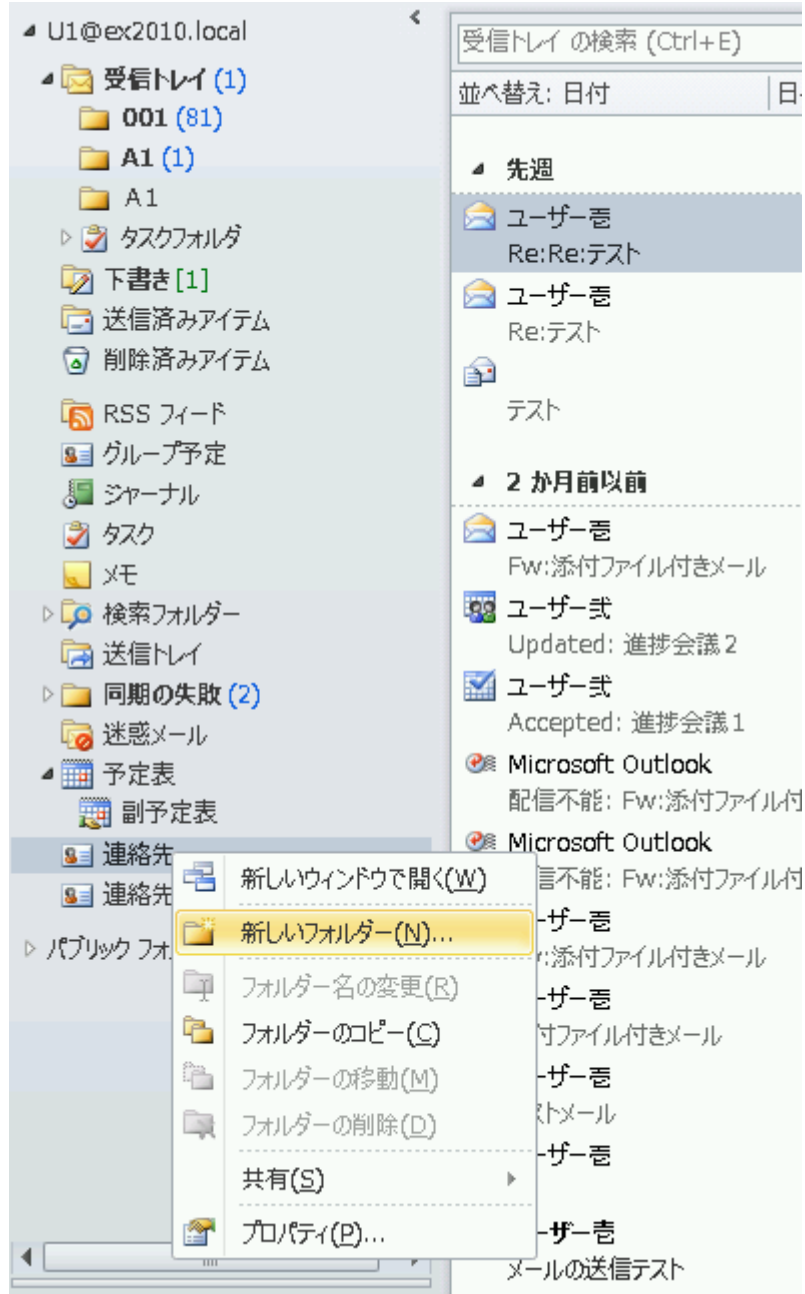 U1@ex2010.local
受信トレイ (1)
001 (81)
A1 (1)
A1
タスクフォルダ
下書き [1]
送信済みアイテム
削除済みアイテム
RSS フィード
グループ予定
ジャーナル
タスク
メモ
検索フォルダー
送信トレイ
同期の失敗 (2)
迷惑メール
予定表
副予定表
連絡先
連絡先
パブリック フォ
新しいウィンドウで開く(W)
新しいフォルダー(N)...
フォルダー名の変更(R)
フォルダーのコピー(C)
フォルダーの移動(M)
フォルダーの削除(D)
共有(S)
プロパティ(P)...
受信トレイ の検索 (Ctrl+E)
並べ替え: 日付
先週
ユーザー壱
Re:Re:テスト
ユーザー壱
Re:テスト
テスト
2 か月前以前
ユーザー壱
Fw:添付ファイル付きメール
ユーザー弐
Updated: 進捗会議2
ユーザー弐
Accepted: 進捗会議1
Microsoft Outlook
配信不能: Fw:添付ファイル付
Microsoft Outlook
信不能: Fw:添付ファイル付
ーザー壱
:添付ファイル付きメール
ーザー壱
付ファイル付きメール
ーザー壱
ストメール
ーザー壱
ーザー壱
メールの送信テスト